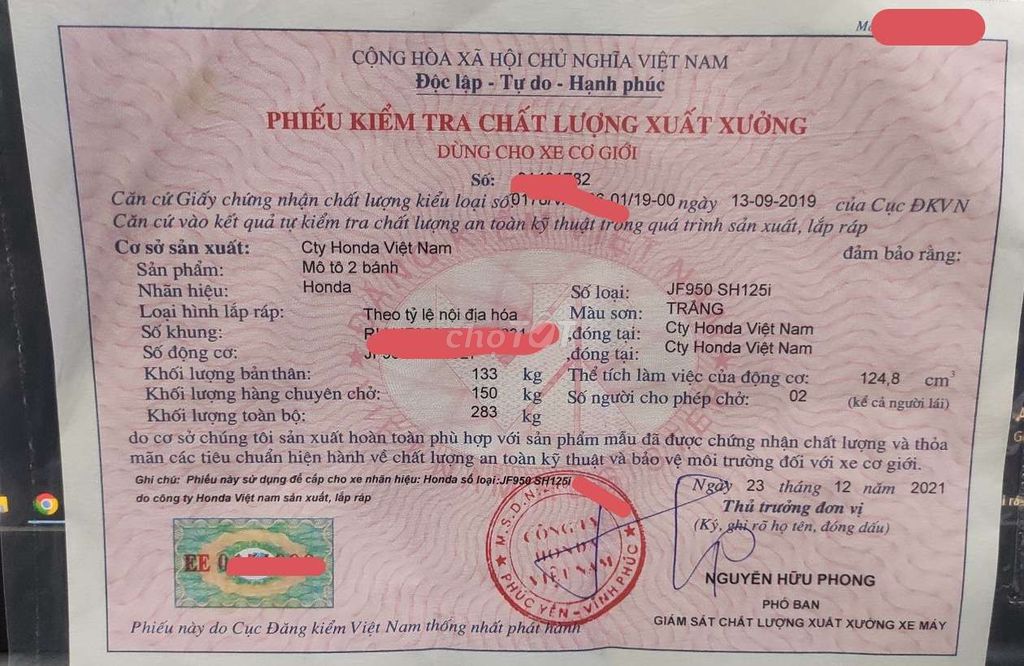 CỘNG HÒA XÃ HỘI CHỦ NGHĨA VIỆT NAM
Độc lập - Tự do - Hạnh phúc
PHIẾU KIỂM TRA CHẤT LƯỢNG XUẤT XƯỞNG
DÙNG CHO XE CƠ GIỚI
Số:
Căn cứ Giấy chứng nhận chất lượng kiểu loại số 01/19-00 ngày 13-09-2019 của Cục ĐKVN
Căn cứ vào kết quả tự kiểm tra chất lượng an toàn kỹ thuật trong quá trình sản xuất, lắp ráp
Cơ sở sản xuất: Cty Honda Việt Nam đảm bảo rằng:
Sản phẩm: Mô tô 2 bánh
Nhãn hiệu: Honda Số loại: JF950 SH125i
Loại hình lắp ráp: Theo tỷ lệ nội địa hóa Màu sơn: TRẮNG
Số khung: đóng tại: Cty Honda Việt Nam
Số động cơ: đóng tại: Cty Honda Việt Nam
Khối lượng bản thân: 133 kg Thể tích làm việc của động cơ: 124,8 cm3
Khối lượng hàng chuyên chở: 150 kg Số người cho phép chở: 02 (kể cả người lái)
Khối lượng toàn bộ: 283 kg
do cơ sở chúng tôi sản xuất hoàn toàn phù hợp với sản phẩm mẫu đã được chứng nhận chất lượng và thỏa
mãn các tiêu chuẩn hiện hành về chất lượng an toàn kỹ thuật và bảo vệ môi trường đối với xe cơ giới.
Ghi chú: Phiếu này sử dụng để cấp cho xe nhãn hiệu: Honda số loại:JF950 SH125i
do công ty Honda Việt nam sản xuất, lắp ráp
Ngày 23 tháng 12 năm 2021
Thủ trưởng đơn vị
(Ký, ghi rõ họ tên, đóng dấu)
M.S.D.N:
CÔNG TY
HONDA
VIỆT NAM
PHÚC YÊN - VĨNH PHÚC
EE
NGUYỄN HỮU PHONG
PHÓ BAN
GIÁM SÁT CHẤT LƯỢNG XUẤT XƯỞNG XE MÁY
Phiếu này do Cục Đăng kiểm Việt Nam thống nhất phát hành
choTỐT